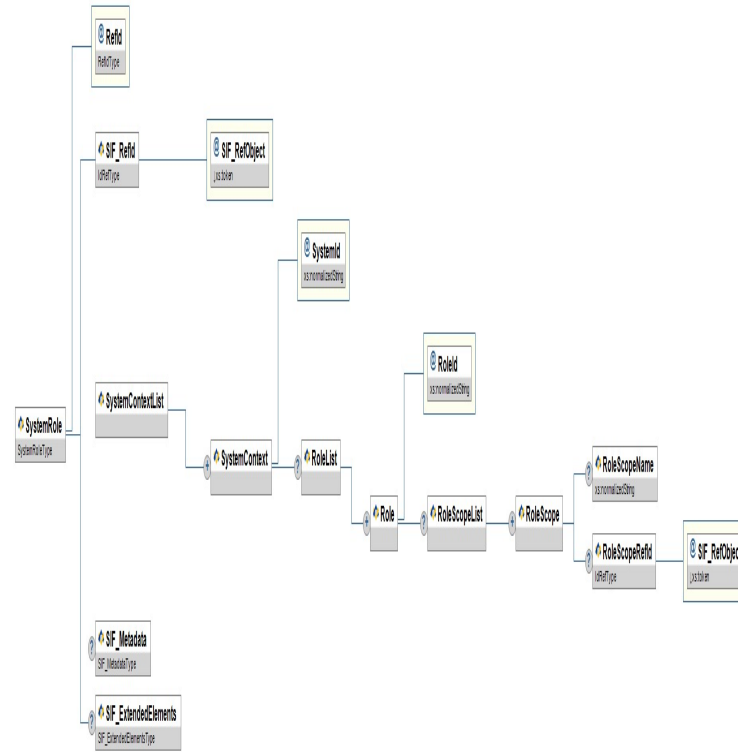 RefId
RefIdType
SIF_RefId
IdRefType
SIF_RefObject
xs:token
SystemId
xs:normalizedString
RoleId
xs:normalizedString
SystemContextList
SystemRole
SystemRoleType
SystemContext
RoleList
Role
RoleScopeList
RoleScope
RoleScopeName
xs:normalizedString
RoleScopeRefId
IdRefType
SIF_RefObjec
xs:token
SIF_Metadata
SIF_MetadataType
SIF_ExtendedElements
SIF_ExtendedElementsType